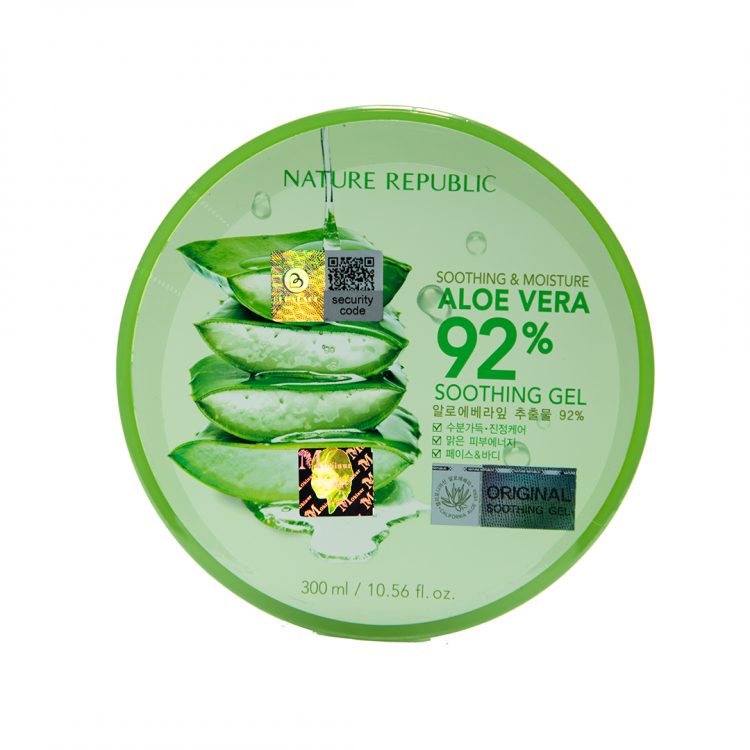 NATURE REPUBLIC
security
code
SOOTHING & MOISTURE
ALOE VERA
92%
SOOTHING GEL
알로에베라잎 추출물 92%
수분가득·진정케어
맑은 피부에너지
페이스&바디
ORIGINAL
SOOTHING GEL
CALIFORNIA ALOE
300 ml / 10.56 fl.oz.